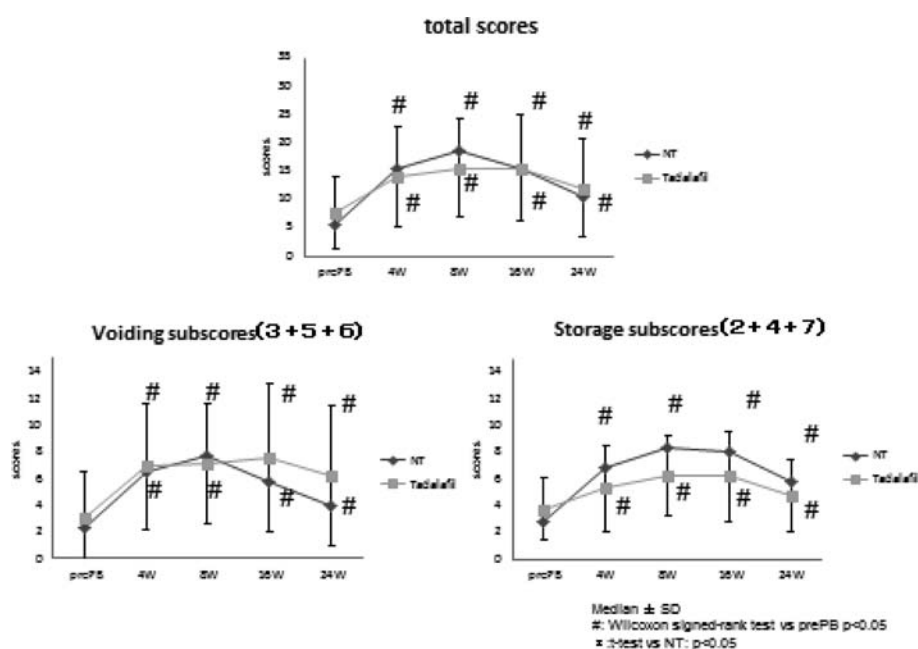 total scores
35
30
25
20
15
10
5
0
scores
prePB 4W 8W 16W 24W
# # # #
# # # #
NT
Tadalafil
Voiding subscores(3+5+6)
14
12
10
8
6
4
2
0
scores
prePB 4W 8W 16W 24W
# # # #
# # # #
NT
Tadalafil
Storage subscores(2+4+7)
14
12
10
8
6
4
2
0
scores
prePB 4W 8W 16W 24W
# # # #
# # # #
NT
Tadalafil
Median ± SD
#: Wilcoxon signed-rank test vs prePB p<0.05
* :t-test vs NT: p<0.05